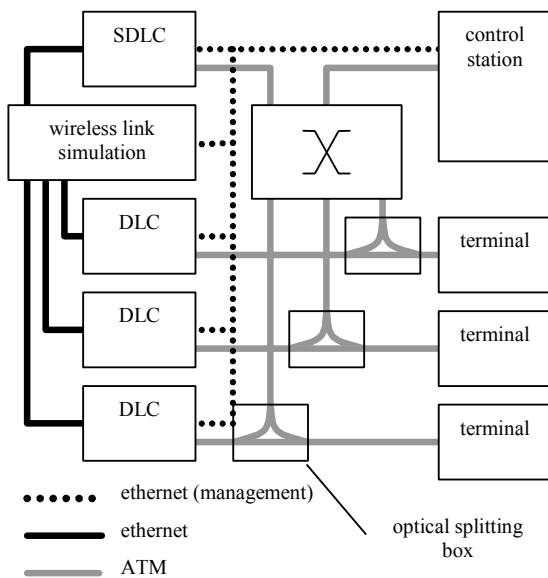 SDLC
control
station
wireless link
simulation
DLC
terminal
DLC
terminal
DLC
terminal
ethernet (management)
ethernet
optical splitting
box
ATM